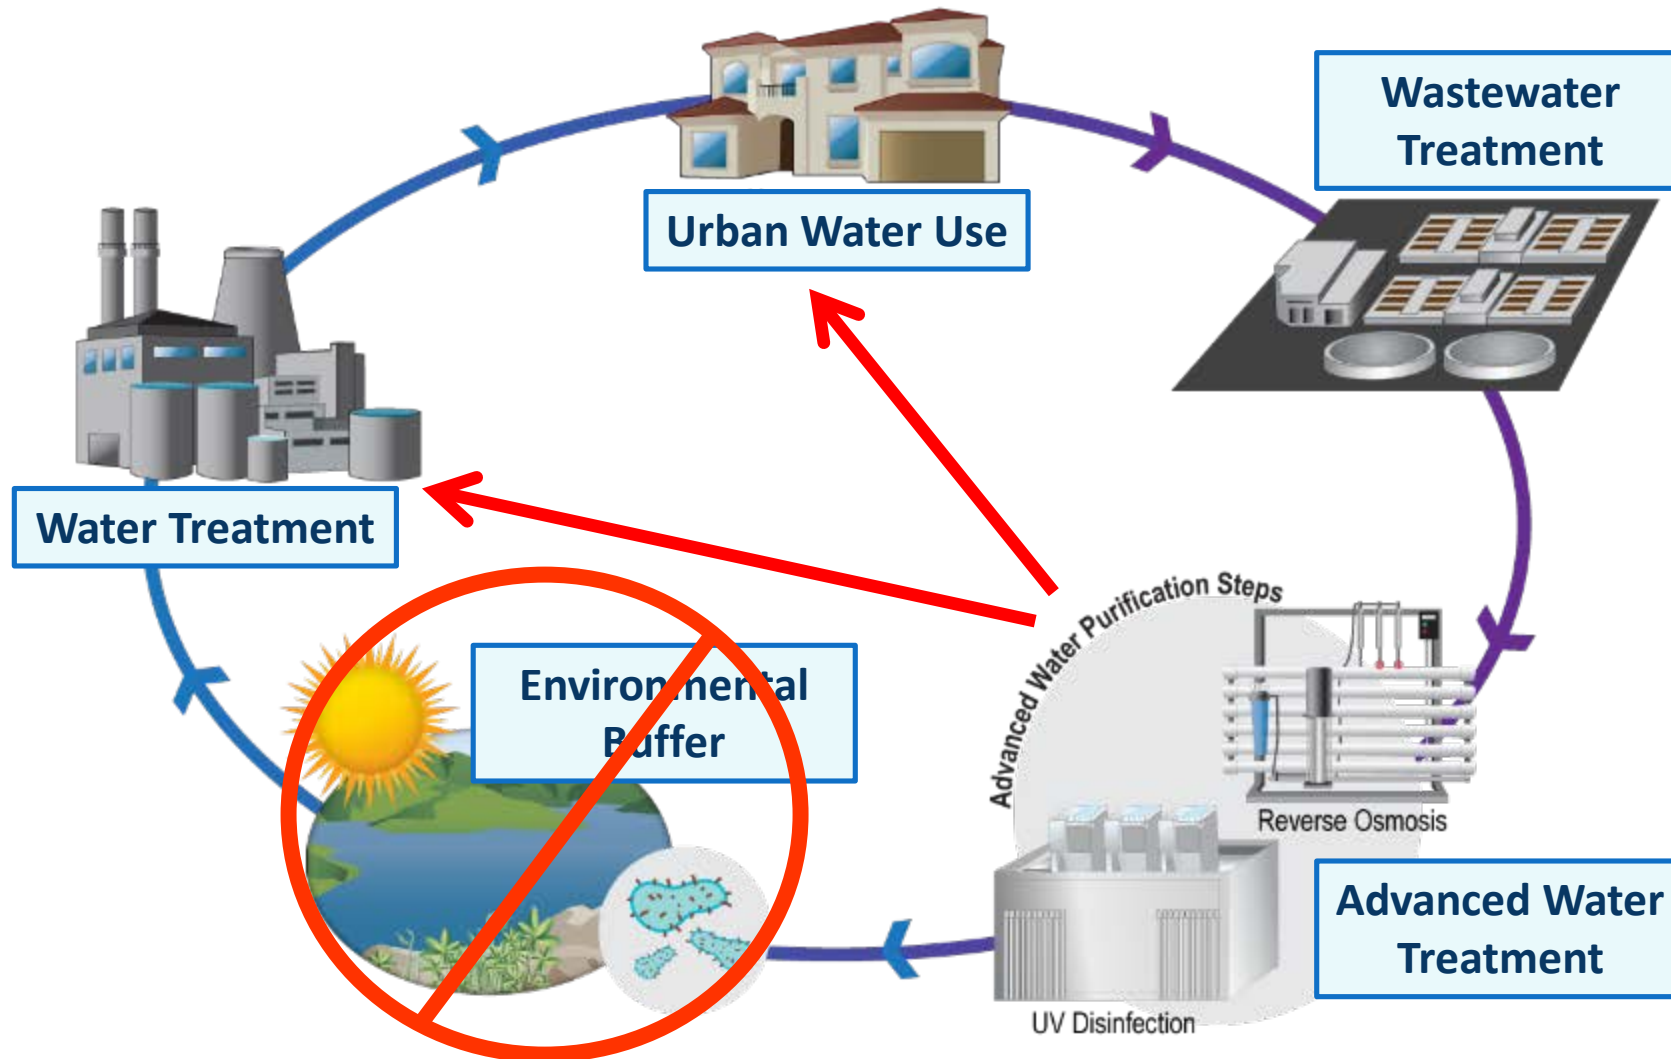 Urban Water Use
Wastewater
Treatment
Water Treatment
Environmental
Buffer
Advanced Water Purification Steps
Reverse Osmosis
Advanced Water
Treatment
UV Disinfection